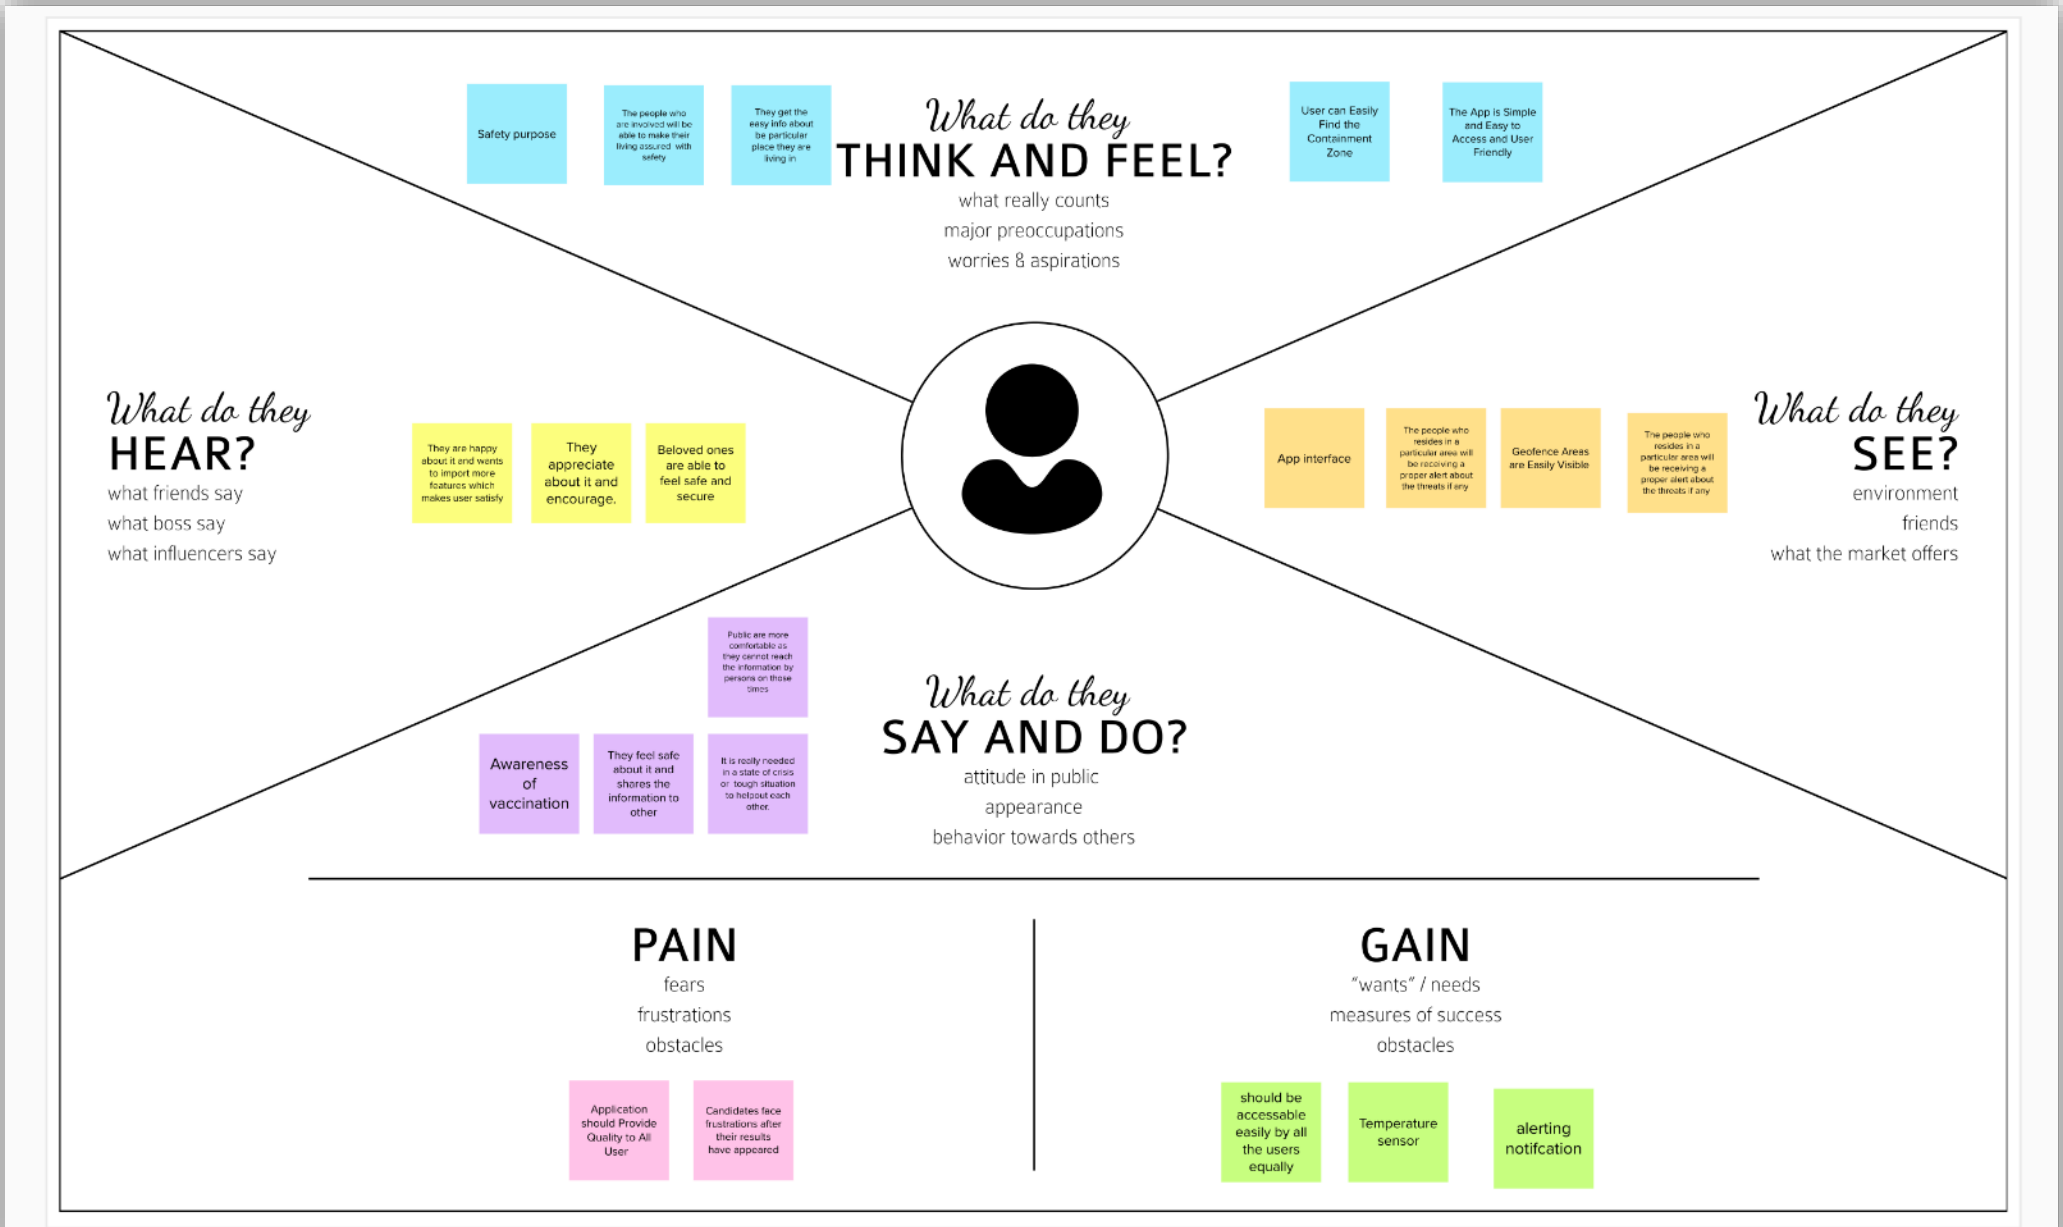 Safety purpose
The people who
are involved will be
able to make their
living assured with
safety
They get the
easy info about
be particular
place they are
living in
What do they
THINK AND FEEL?
what really counts
major preoccupations
worries & aspirations
User can Easily
Find the
Containment
Zone
The App is Simple
and Easy to
Access and User
Friendly
What do they
HEAR?
what friends say
what boss say
what influencers say
They are happy
about it and wants
to import more
features which
makes user satisfy
They
appreciate
about it and
encourage.
Beloved ones
are able to
feel safe and
secure
App interface
The people who
resides in a
particular area will
be receiving a
proper alert about
the threats if any
Geofence Areas
are Easily Visible
The people who
resides in a
particular area will
be receiving a
proper alert about
the threats if any
What do they
SEE?
environment
friends
what the market offers
Public are more
comfortable as
they cannot reach
the information by
persons on those
times
Awareness
of
vaccination
They feel safe
about it and
shares the
information to
other
It is really needed
in a state of crisis
or tough situation
to helpout each
other.
What do they
SAY AND DO?
attitude in public
appearance
behavior towards others
PAIN
fears
frustrations
obstacles
Application
should Provide
Quality to All
User
Candidates face
frustrations after
their results
have appeared
GAIN
“wants” / needs
measures of success
obstacles
should be
accessable
easily by all
the users
equally
Temperature
sensor
alerting
notifcation